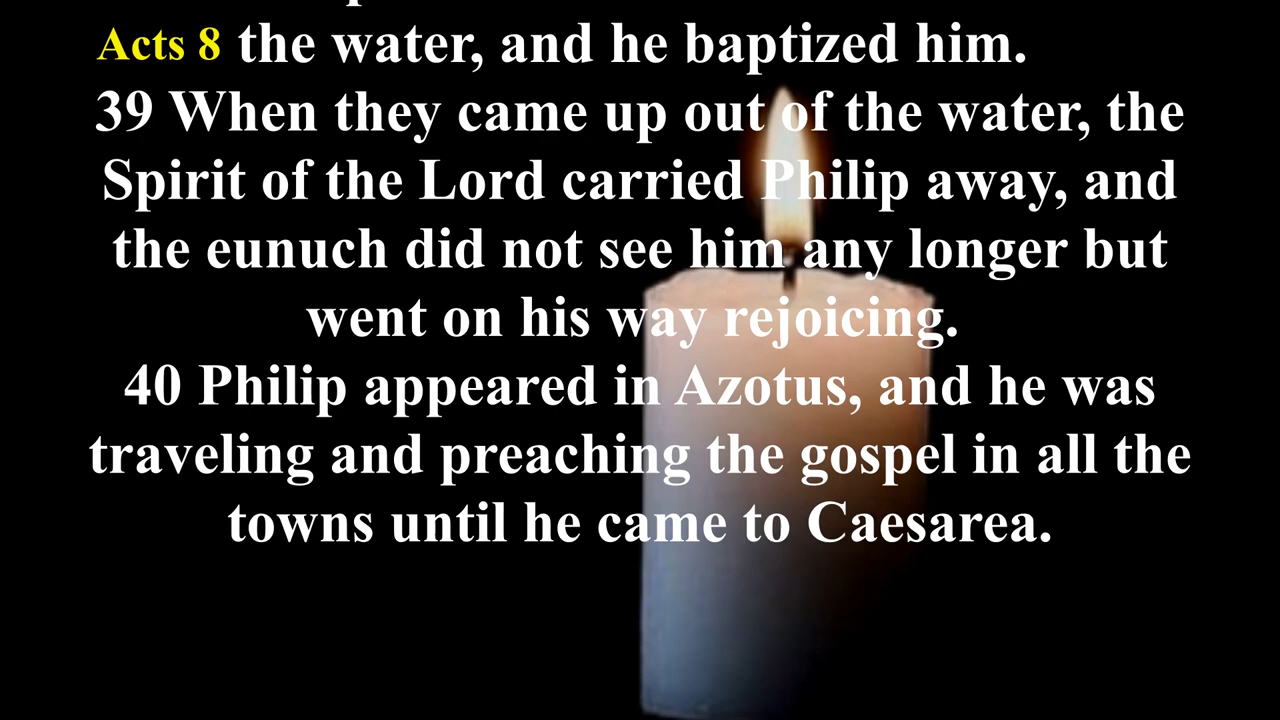 Acts 8 the water, and he baptized him.
39 When they came up out of the water, the
Spirit of the Lord carried Philip away, and
the eunuch did not see him any longer but
went on his way rejoicing.
40 Philip appeared in Azotus, and he was
traveling and preaching the gospel in all the
towns until he came to Caesarea.